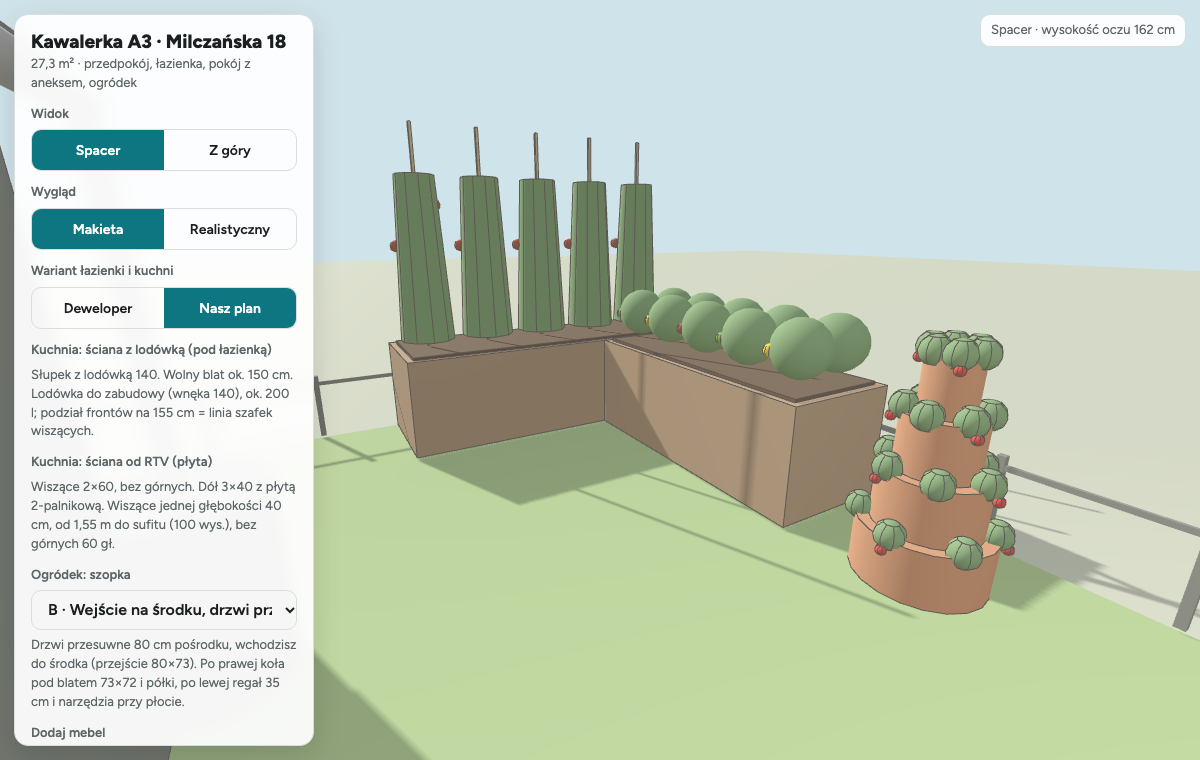 Kawalerka A3 · Milczańska 18
27,3 m² · przedpokój, łazienka, pokój z
aneksem, ogródek
Widok
Spacer
Z góry
Wygląd
Makieta
Realistyczny
Wariant łazienki i kuchni
Deweloper
Nasz plan
Kuchnia: ściana z lodówką (pod łazienką)
Słupek z lodówką 140. Wolny blat ok. 150 cm.
Lodówka do zabudowy (wnęka 140), ok. 200
l; podział frontów na 155 cm = linia szafek
wiszących.
Kuchnia: ściana od RTV (płyta)
Wiszące 2×60, bez górnych. Dół 3×40 z płytą
2-palnikową. Wiszące jednej głębokości 40
cm, od 1,55 m do sufitu (100 wys.), bez
górnych 60 gł.
Ogródek: szopka
B · Wejście na środku, drzwi prz
Drzwi przesuwne 80 cm pośrodku, wchodzisz
do środka (przejście 80×73). Po prawej koła
pod blatem 73×72 i półki, po lewej regał 35
cm i narzędzia przy płocie.
Dodaj mebel
Spacer · wysokość oczu 162 cm